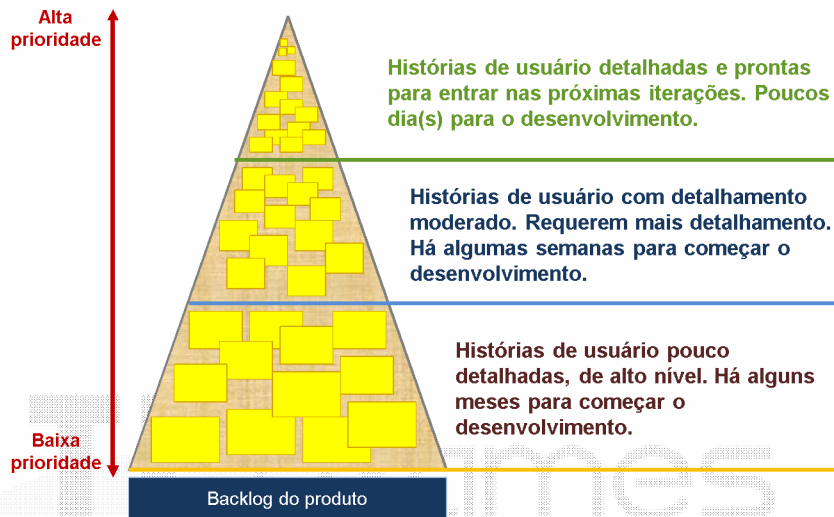 Alta
prioridade
Histórias de usuário detalhadas e prontas
para entrar nas próximas iterações. Poucos
dia(s) para o desenvolvimento.
Histórias de usuário com detalhamento
moderado. Requerem mais detalhamento.
Há algumas semanas para começar o
desenvolvimento.
Histórias de usuário pouco
detalhadas, de alto nível. Há alguns
meses para começar o
desenvolvimento.
Baixa
prioridade
Backlog do produto